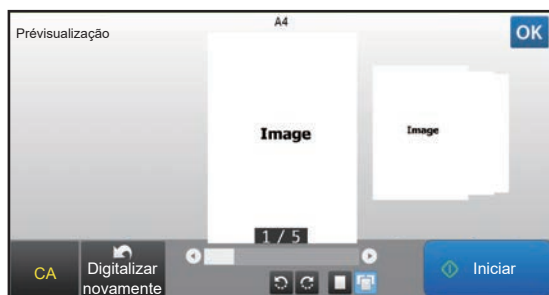 A4
Prévisualização
OK
Image
Image
1 / 5
CA
Digitalizar
novamente
Iniciar